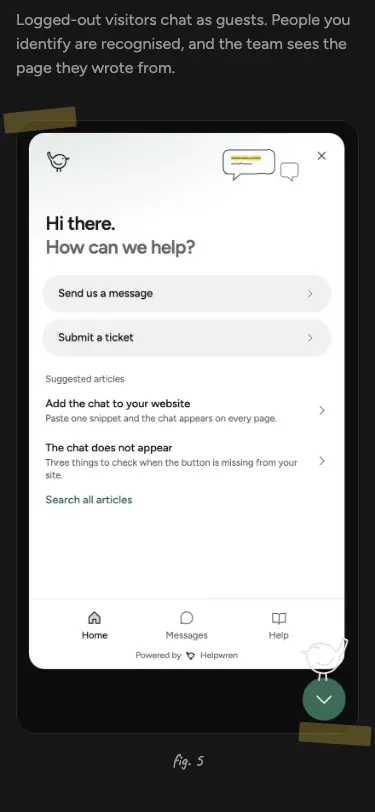 Logged-out visitors chat as guests. People you
identify are recognised, and the team sees the
page they wrote from.
Hi there.
How can we help?
Send us a message
Submit a ticket
Suggested articles
Add the chat to your website
Paste one snippet and the chat appears on every page.
The chat does not appear
Three things to check when the button is missing from your
site.
Search all articles
Home
Messages
Help
Powered by Helpwren
fig. 5